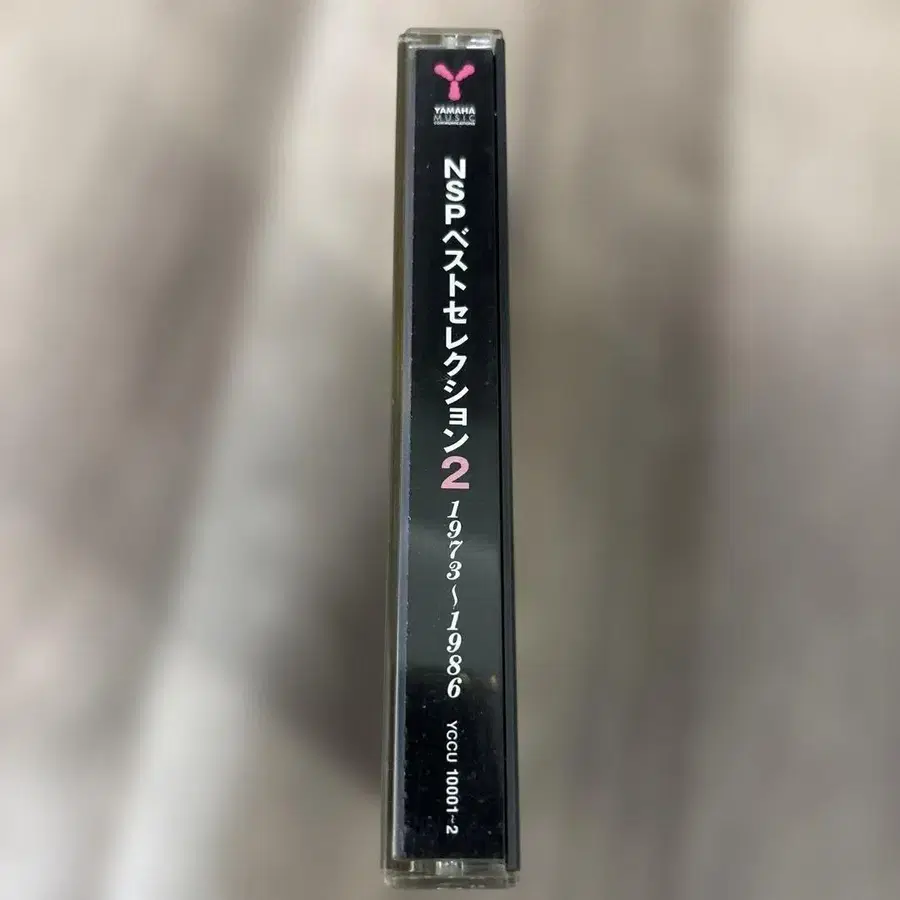 YAMAHA
MUSIC
COMMUNICATIONS
NSPベストセレクション2
1973~1986
YCCU 10001~2